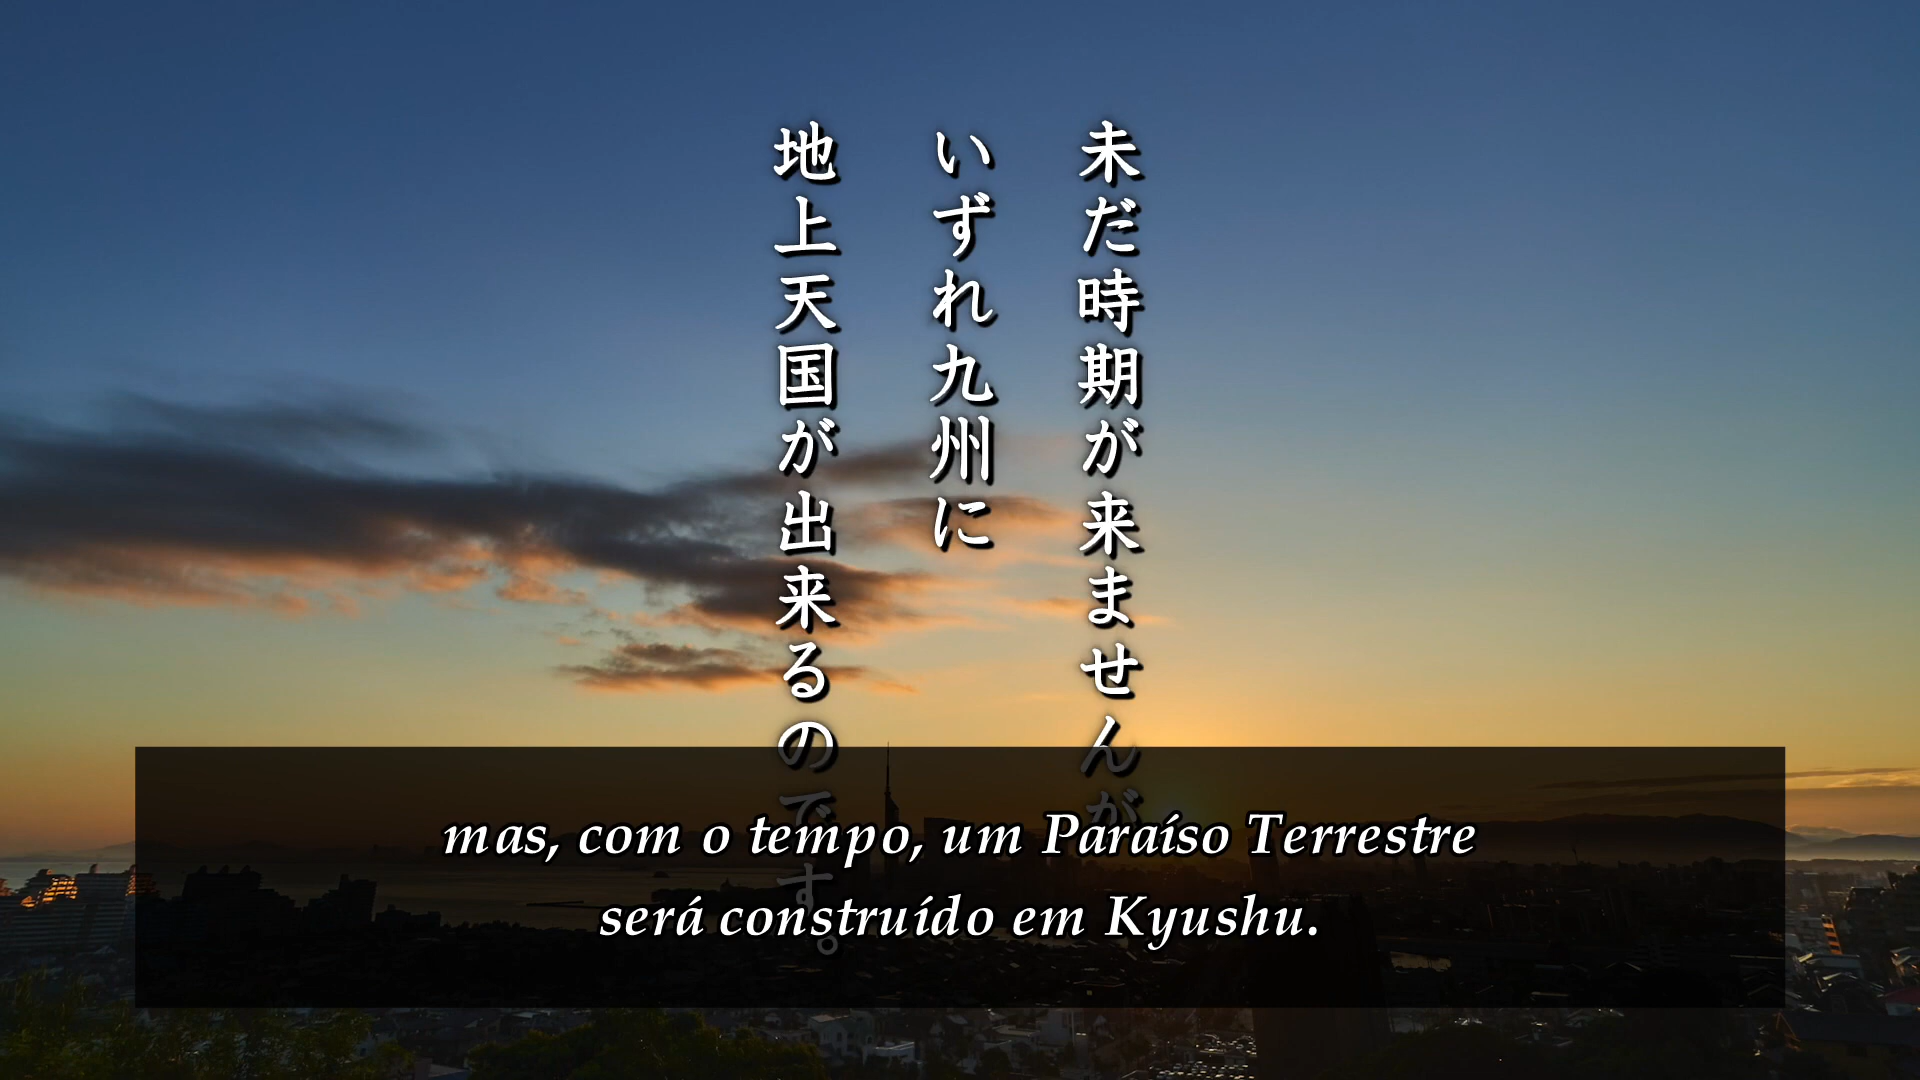 未だ時期が来ませんが
いずれ九州に
地上天国が出来るのです。
mas, com o tempo, um Paraíso Terrestre
será construído em Kyushu.